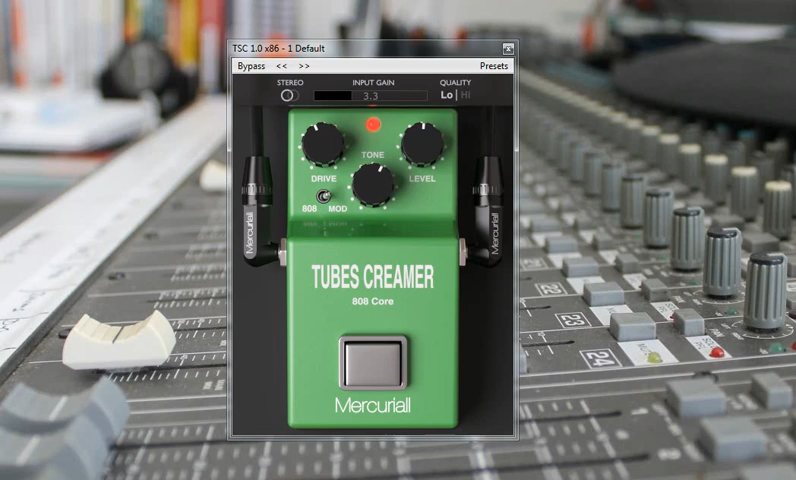 TSC 1.0 x86 - 1 Default
Bypass << >> Presets
STEREO INPUT GAIN QUALITY
3.3 Lo | Hi
TONE
DRIVE LEVEL
808 MOD
Mercuriall
Mercuriall
TUBES CREAMER
808 Core
Mercuriall
22
23
24